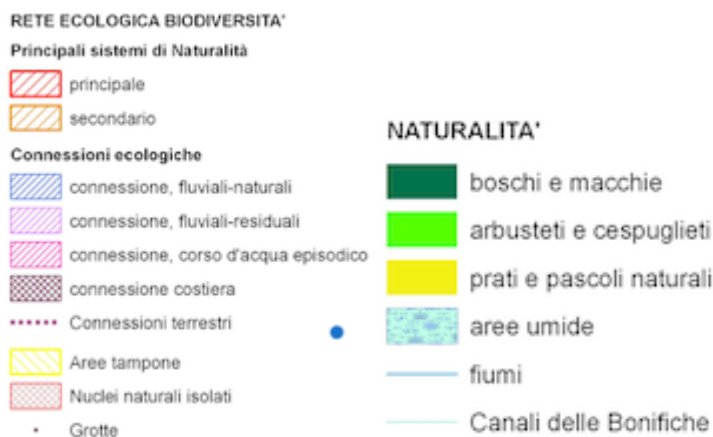 RETE ECOLOGICA BIODIVERSITA'
Principali sistemi di Naturalità
principale
secondario
Connessioni ecologiche
connessione, fluviali-naturali
connessione, fluviali-residuali
connessione, corso d'acqua episodico
connessione costiera
Connessioni terrestri
Aree tampone
Nuclei naturali isolati
Grotte
NATURALITA'
boschi e macchie
arbusteti e cespuglieti
prati e pascoli naturali
aree umide
fiumi
Canali delle Bonifiche